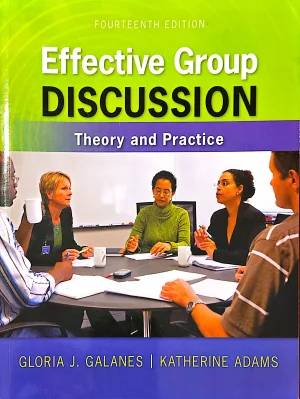 FOURTEENTH EDITION
Effective Group
DISCUSSION
Theory and Practice
GLORIA J. GALANES | KATHERINE ADAMS